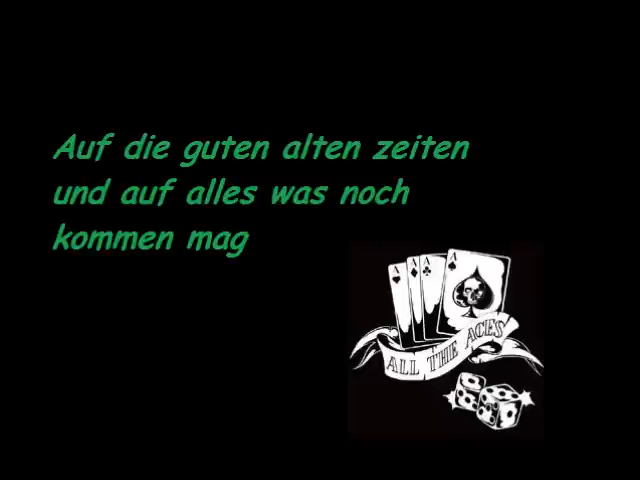 Auf die guten alten zeiten
und auf alles was noch
kommen mag
A A A A
ALL THE ACES